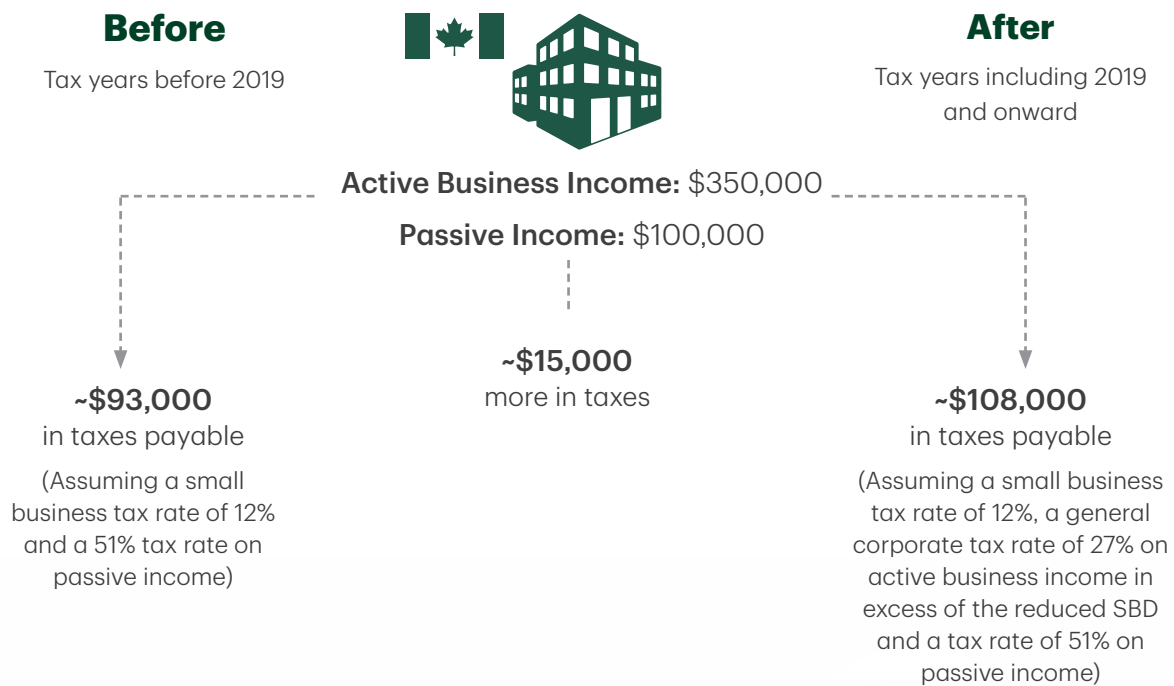 Before
Tax years before 2019
After
Tax years including 2019
and onward
Active Business Income: $350,000
Passive Income: $100,000
~$15,000
more in taxes
~$93,000
in taxes payable
(Assuming a small
business tax rate of 12%
and a 51% tax rate on
passive income)
~$108,000
in taxes payable
(Assuming a small business
tax rate of 12%, a general
corporate tax rate of 27% on
active business income in
excess of the reduced SBD
and a tax rate of 51% on
passive income)